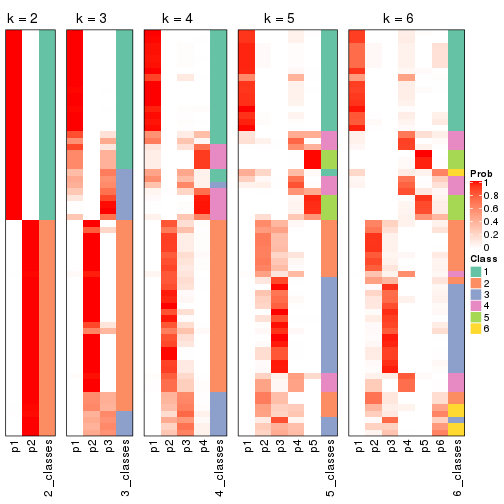 k = 2
k = 3
k = 4
k = 5
k = 6
p1
p2
2_classes
p1
p2
p3
3_classes
p1
p2
p3
p4
4_classes
p1
p2
p3
p4
p5
5_classes
p1
p2
p3
p4
p5
p6
6_classes
Prob
1
0.8
0.6
0.4
0.2
0
Class
1
2
3
4
5
6